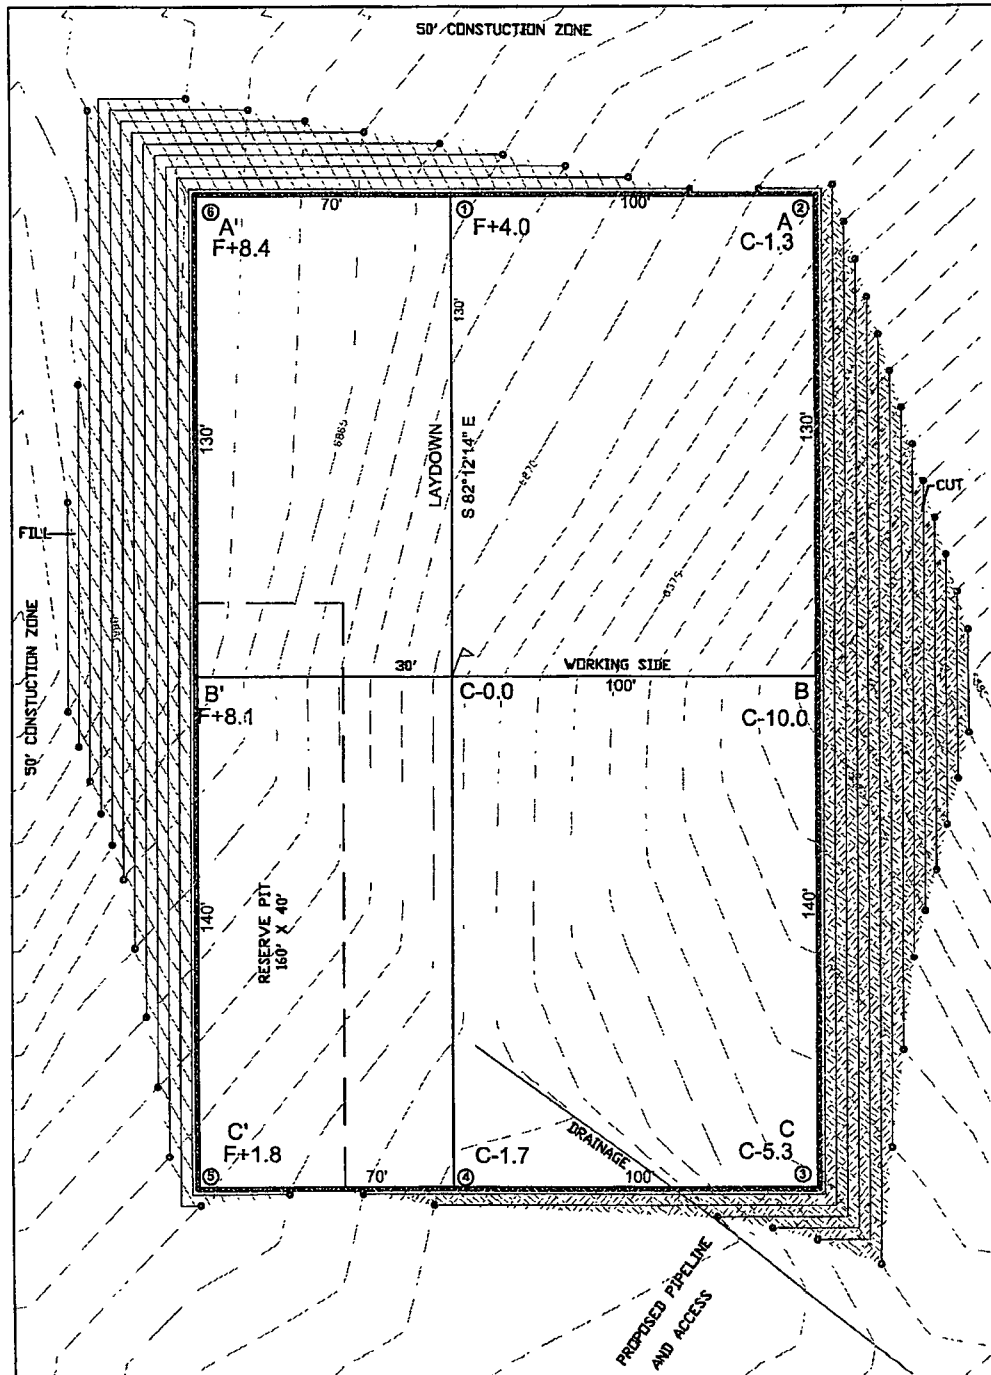 50' CONSTUCTION ZONE
⑥
70'
①
100'
②
A''
F+8.4
F+4.0
A
C-1.3
130'
130'
130'
6865
6870
LAYDOWN
S 82°12'14" E
CUT
FILL
50' CONSTUCTION ZONE
30'
WORKING SIDE
100'
B'
F+8.1
C-0.0
B
C-10.0
140'
140'
RESERVE PIT
160' X 40'
DRAINAGE
C'
F+1.8
C-1.7
C
C-5.3
⑤
70'
④
100'
③
PROPOSED PIPELINE
AND ACCESS